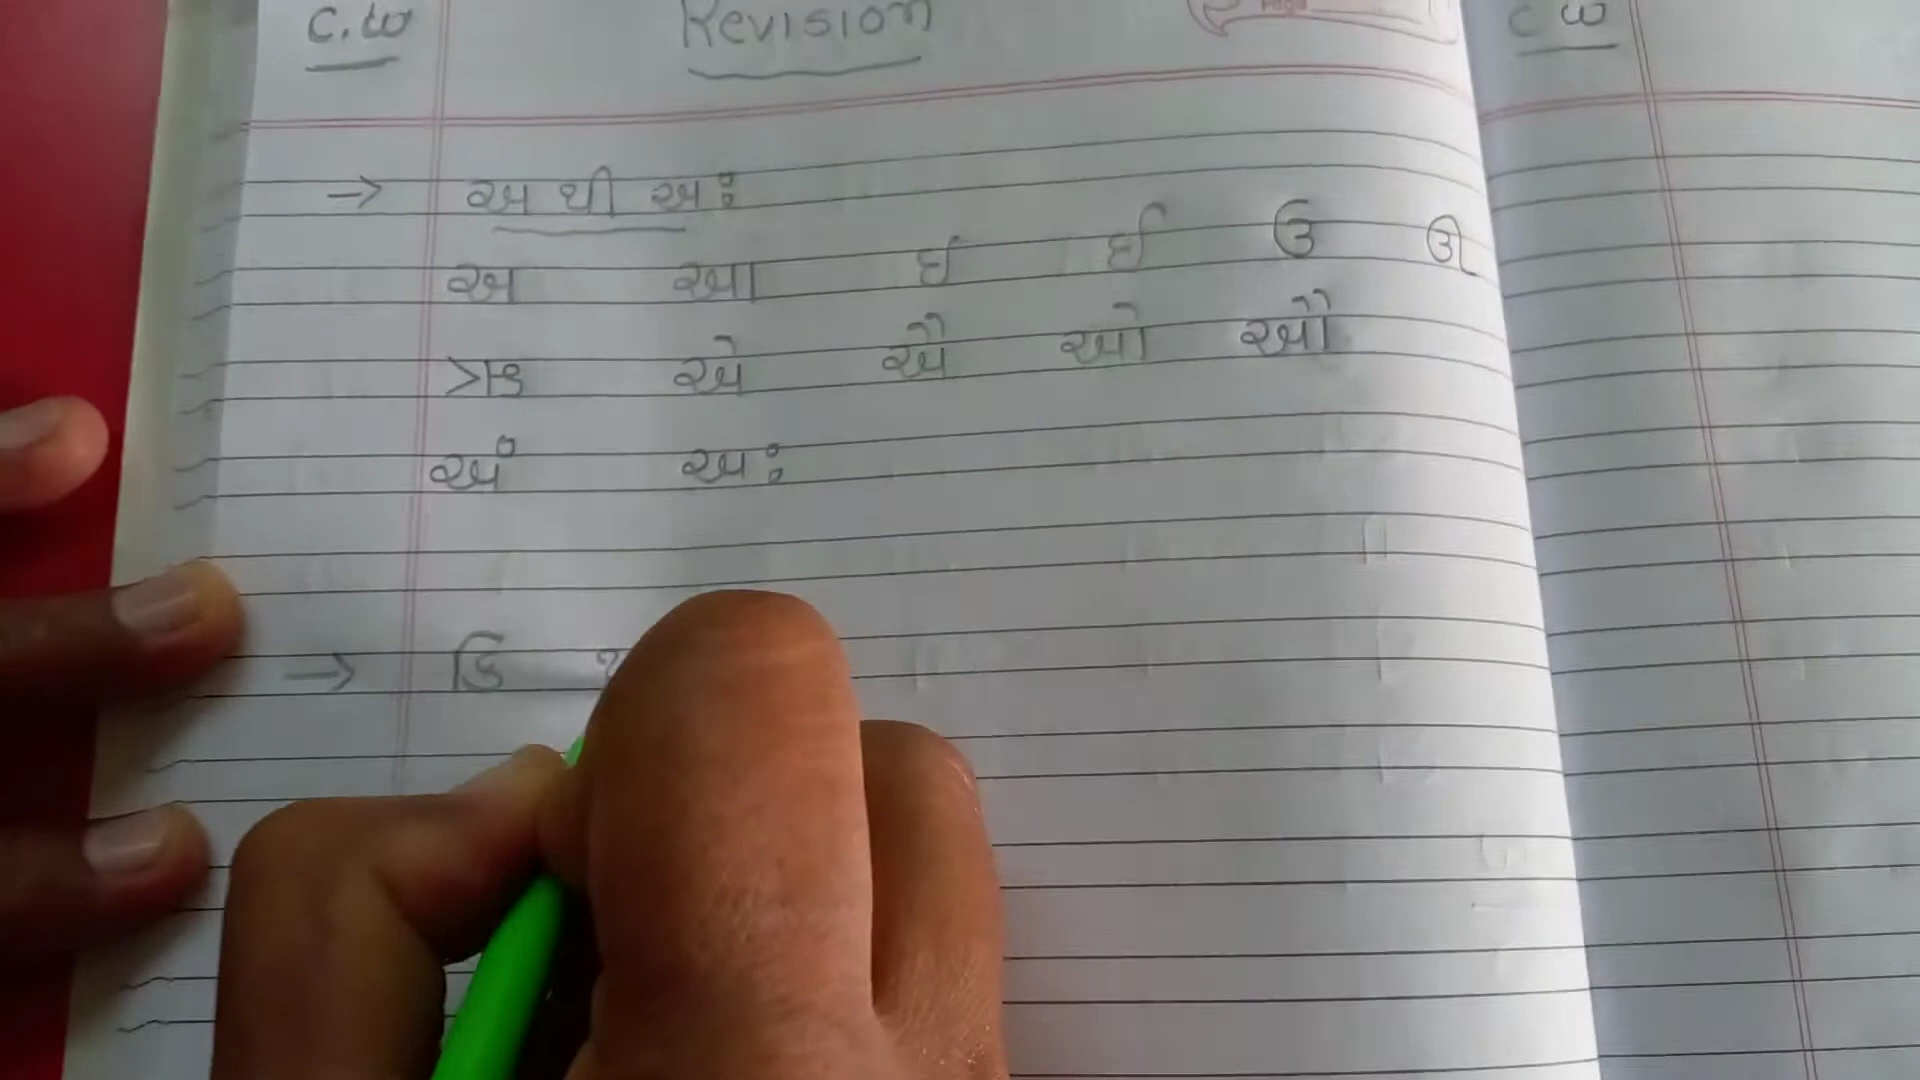 C.W Revision C W
→ અ થી અઃ
અ આ ઇ ઈ ઉ ઊ
ઋ એ ઐ ઓ ઔ
અં અઃ
→ કિ